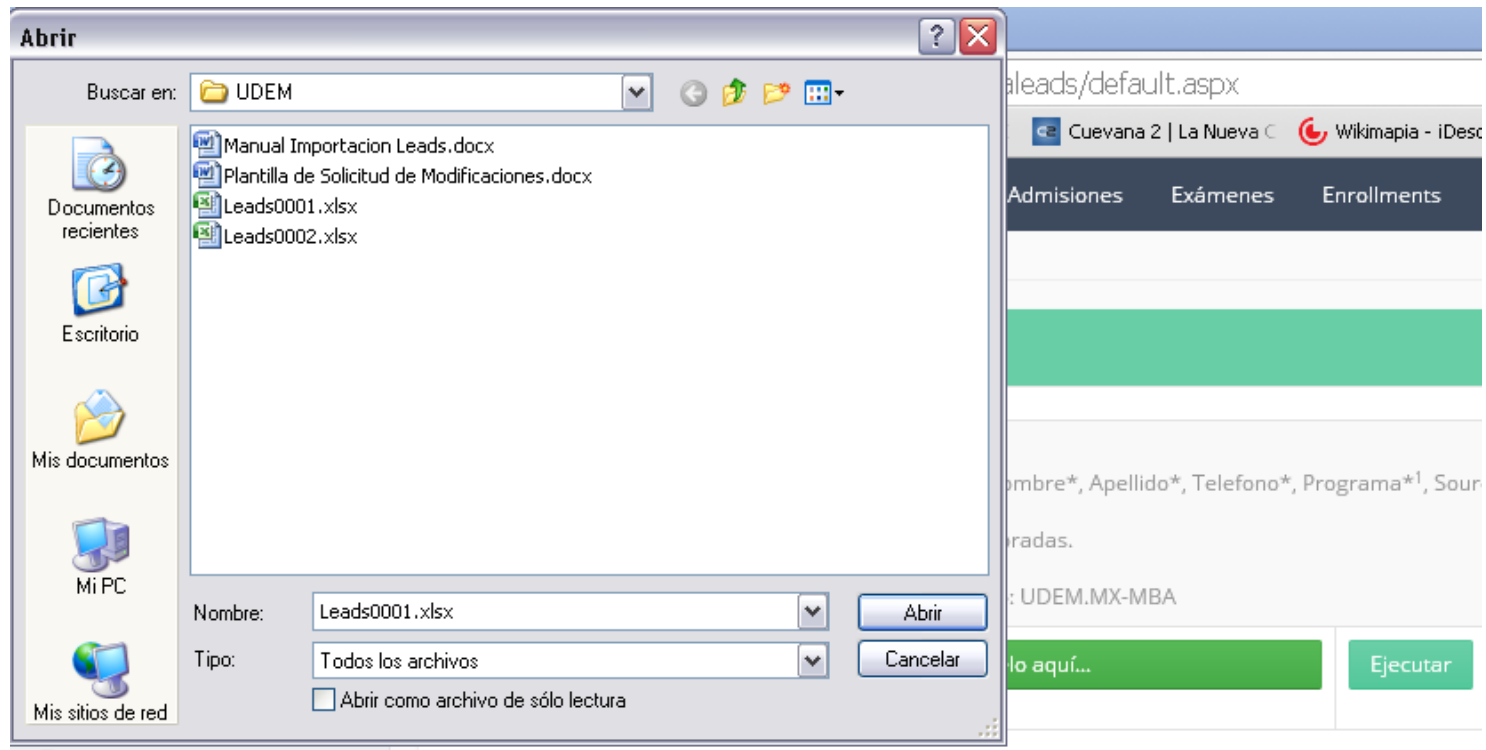 Abrir
Buscar en: UDEM
aleads/default.aspx
Cuevana 2 | La Nueva C Wikimapia - iDesc
Manual Importacion Leads.docx
Plantilla de Solicitud de Modificaciones.docx
Leads0001.xlsx
Leads0002.xlsx
Admisiones Exámenes Enrollments
Documentos
recientes
Escritorio
Mis documentos
Mi PC
Mis sitios de red
ombre*, Apellido*, Telefono*, Programa*¹, Sour
oradas.
: UDEM.MX-MBA
Nombre: Leads0001.xlsx Abrir
Tipo: Todos los archivos Cancelar
Abrir como archivo de sólo lectura
lo aquí... Ejecutar